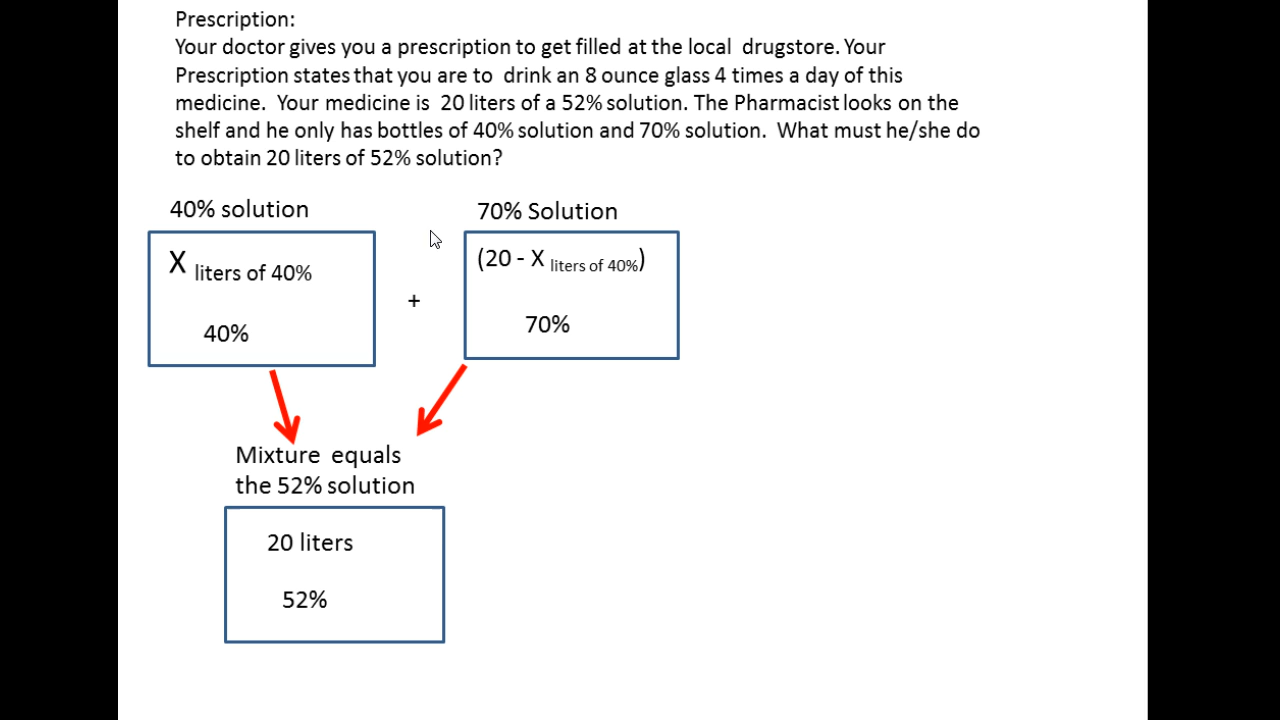 Prescription:
Your doctor gives you a prescription to get filled at the local drugstore. Your
Prescription states that you are to drink an 8 ounce glass 4 times a day of this
medicine. Your medicine is 20 liters of a 52% solution. The Pharmacist looks on the
shelf and he only has bottles of 40% solution and 70% solution. What must he/she do
to obtain 20 liters of 52% solution?
40% solution
70% Solution
X liters of 40%
(20 - X liters of 40%)
+
40%
70%
Mixture equals
the 52% solution
20 liters
52%